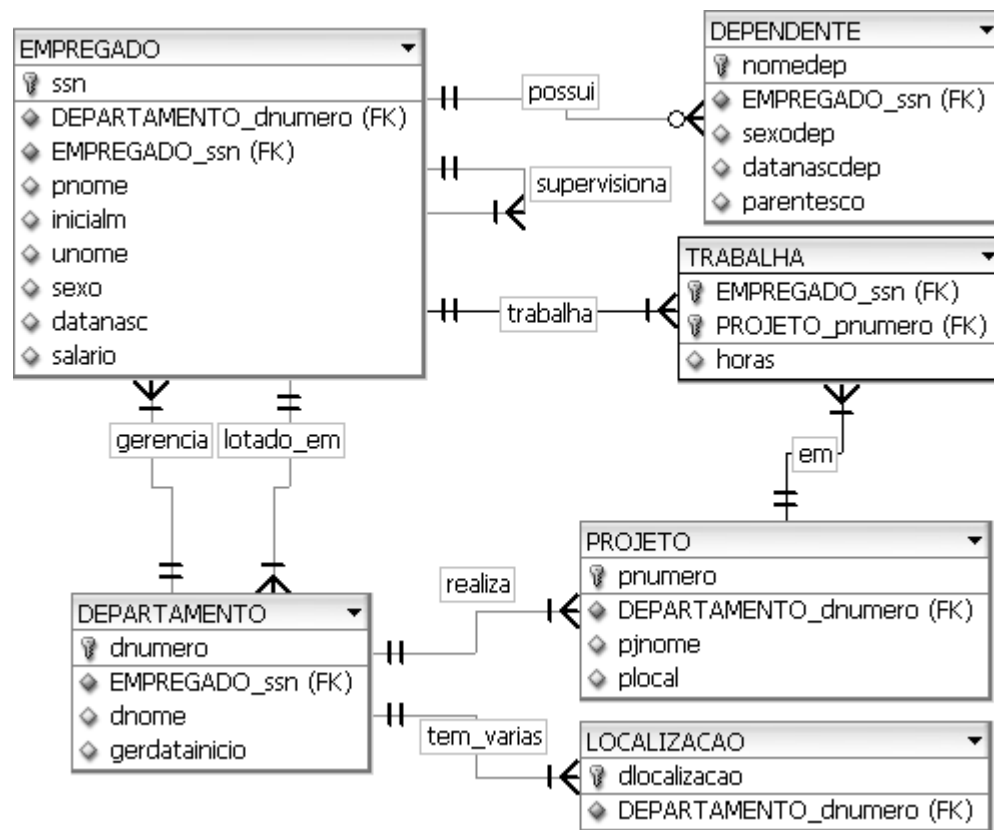 EMPREGADO
ssn
DEPARTAMENTO_dnumero (FK)
EMPREGADO_ssn (FK)
pnome
inicialm
unome
sexo
datanasc
salario
possui
supervisiona
trabalha
DEPENDENTE
nomedep
EMPREGADO_ssn (FK)
sexodep
datanascdep
parentesco
TRABALHA
EMPREGADO_ssn (FK)
PROJETO_pnumero (FK)
horas
gerencia
lotado_em
em
DEPARTAMENTO
dnumero
EMPREGADO_ssn (FK)
dnome
gerdatainicio
realiza
tem_varias
PROJETO
pnumero
DEPARTAMENTO_dnumero (FK)
pjnome
plocal
LOCALIZACAO
dlocalizacao
DEPARTAMENTO_dnumero (FK)